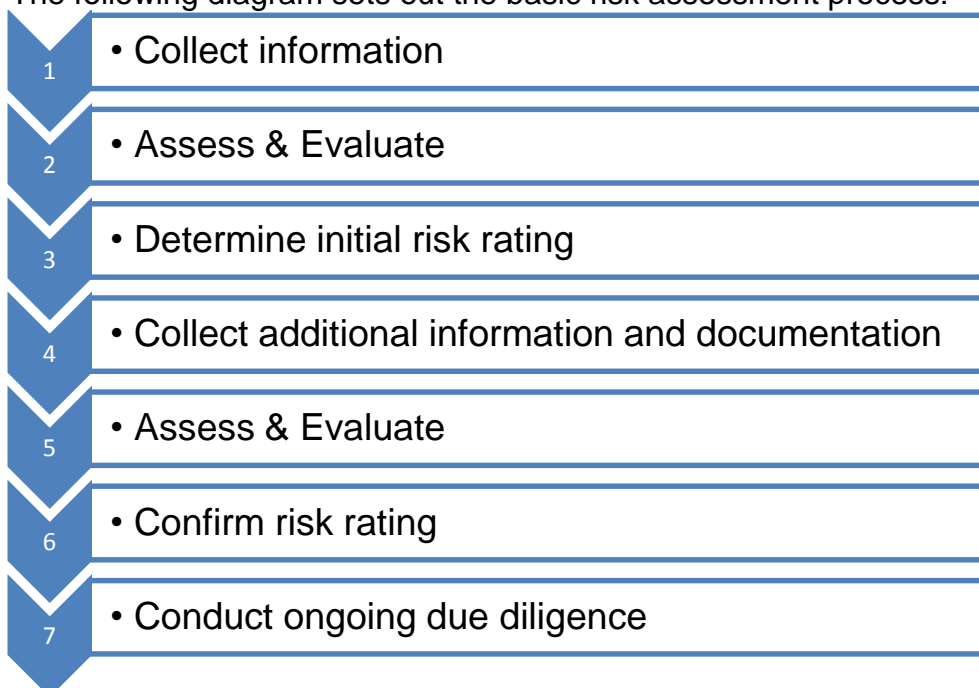 The following diagram sets out the basic risk assessment process:
1 • Collect information
2 • Assess & Evaluate
3 • Determine initial risk rating
4 • Collect additional information and documentation
5 • Assess & Evaluate
6 • Confirm risk rating
7 • Conduct ongoing due diligence